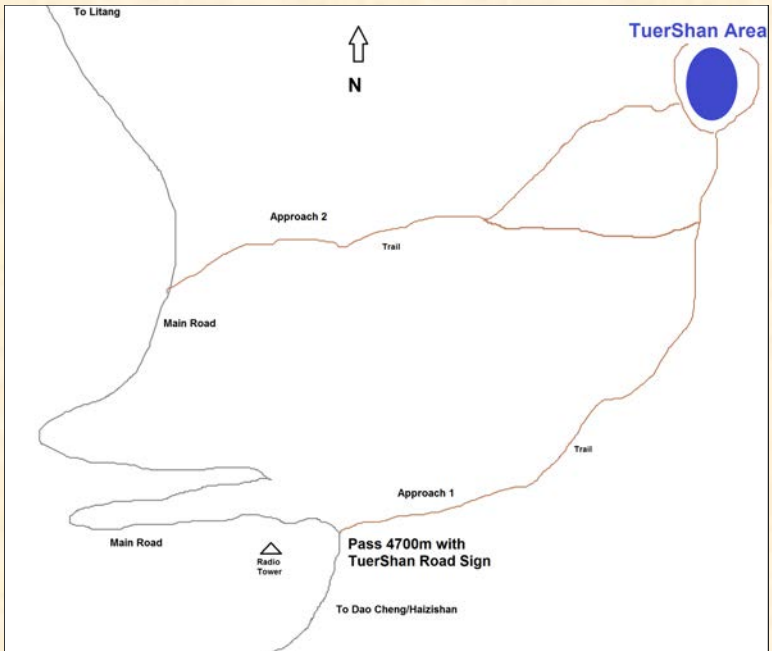 To Litang
TuerShan Area
N
Approach 2
Trail
Main Road
Trail
Approach 1
Main Road
Pass 4700m with
TuerShan Road Sign
Radio
Tower
To Dao Cheng/Haizishan